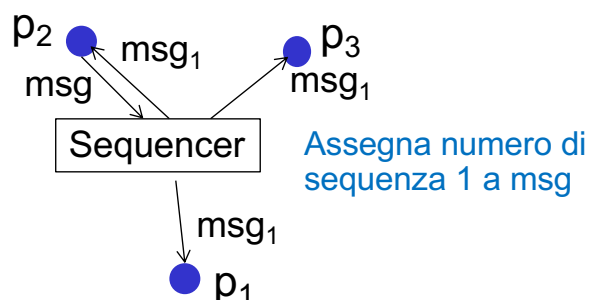 p₂
msg₁
p₃
msg
msg₁
Sequencer
Assegna numero di
sequenza 1 a msg
msg₁
p₁